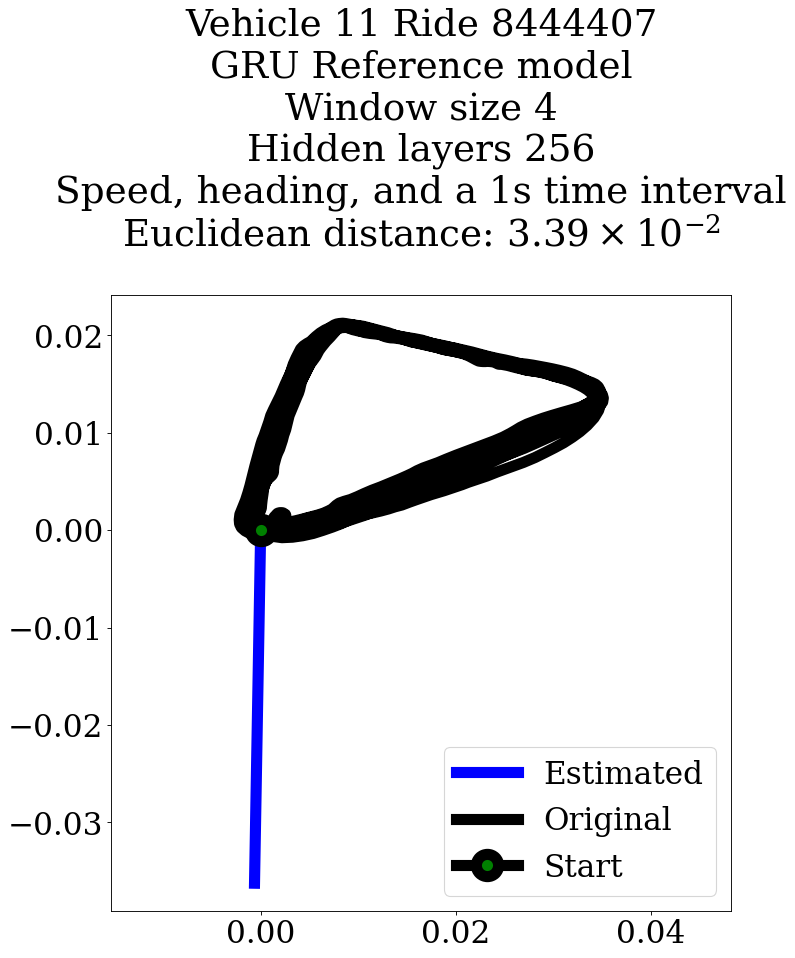 Vehicle 11 Ride 8444407
GRU Reference model
Window size 4
Hidden layers 256
Speed, heading, and a 1s time interval
Euclidean distance: 3.39 × 10⁻²
0.02
0.01
0.00
−0.01
−0.02
−0.03
0.00 0.02 0.04
Estimated
Original
Start